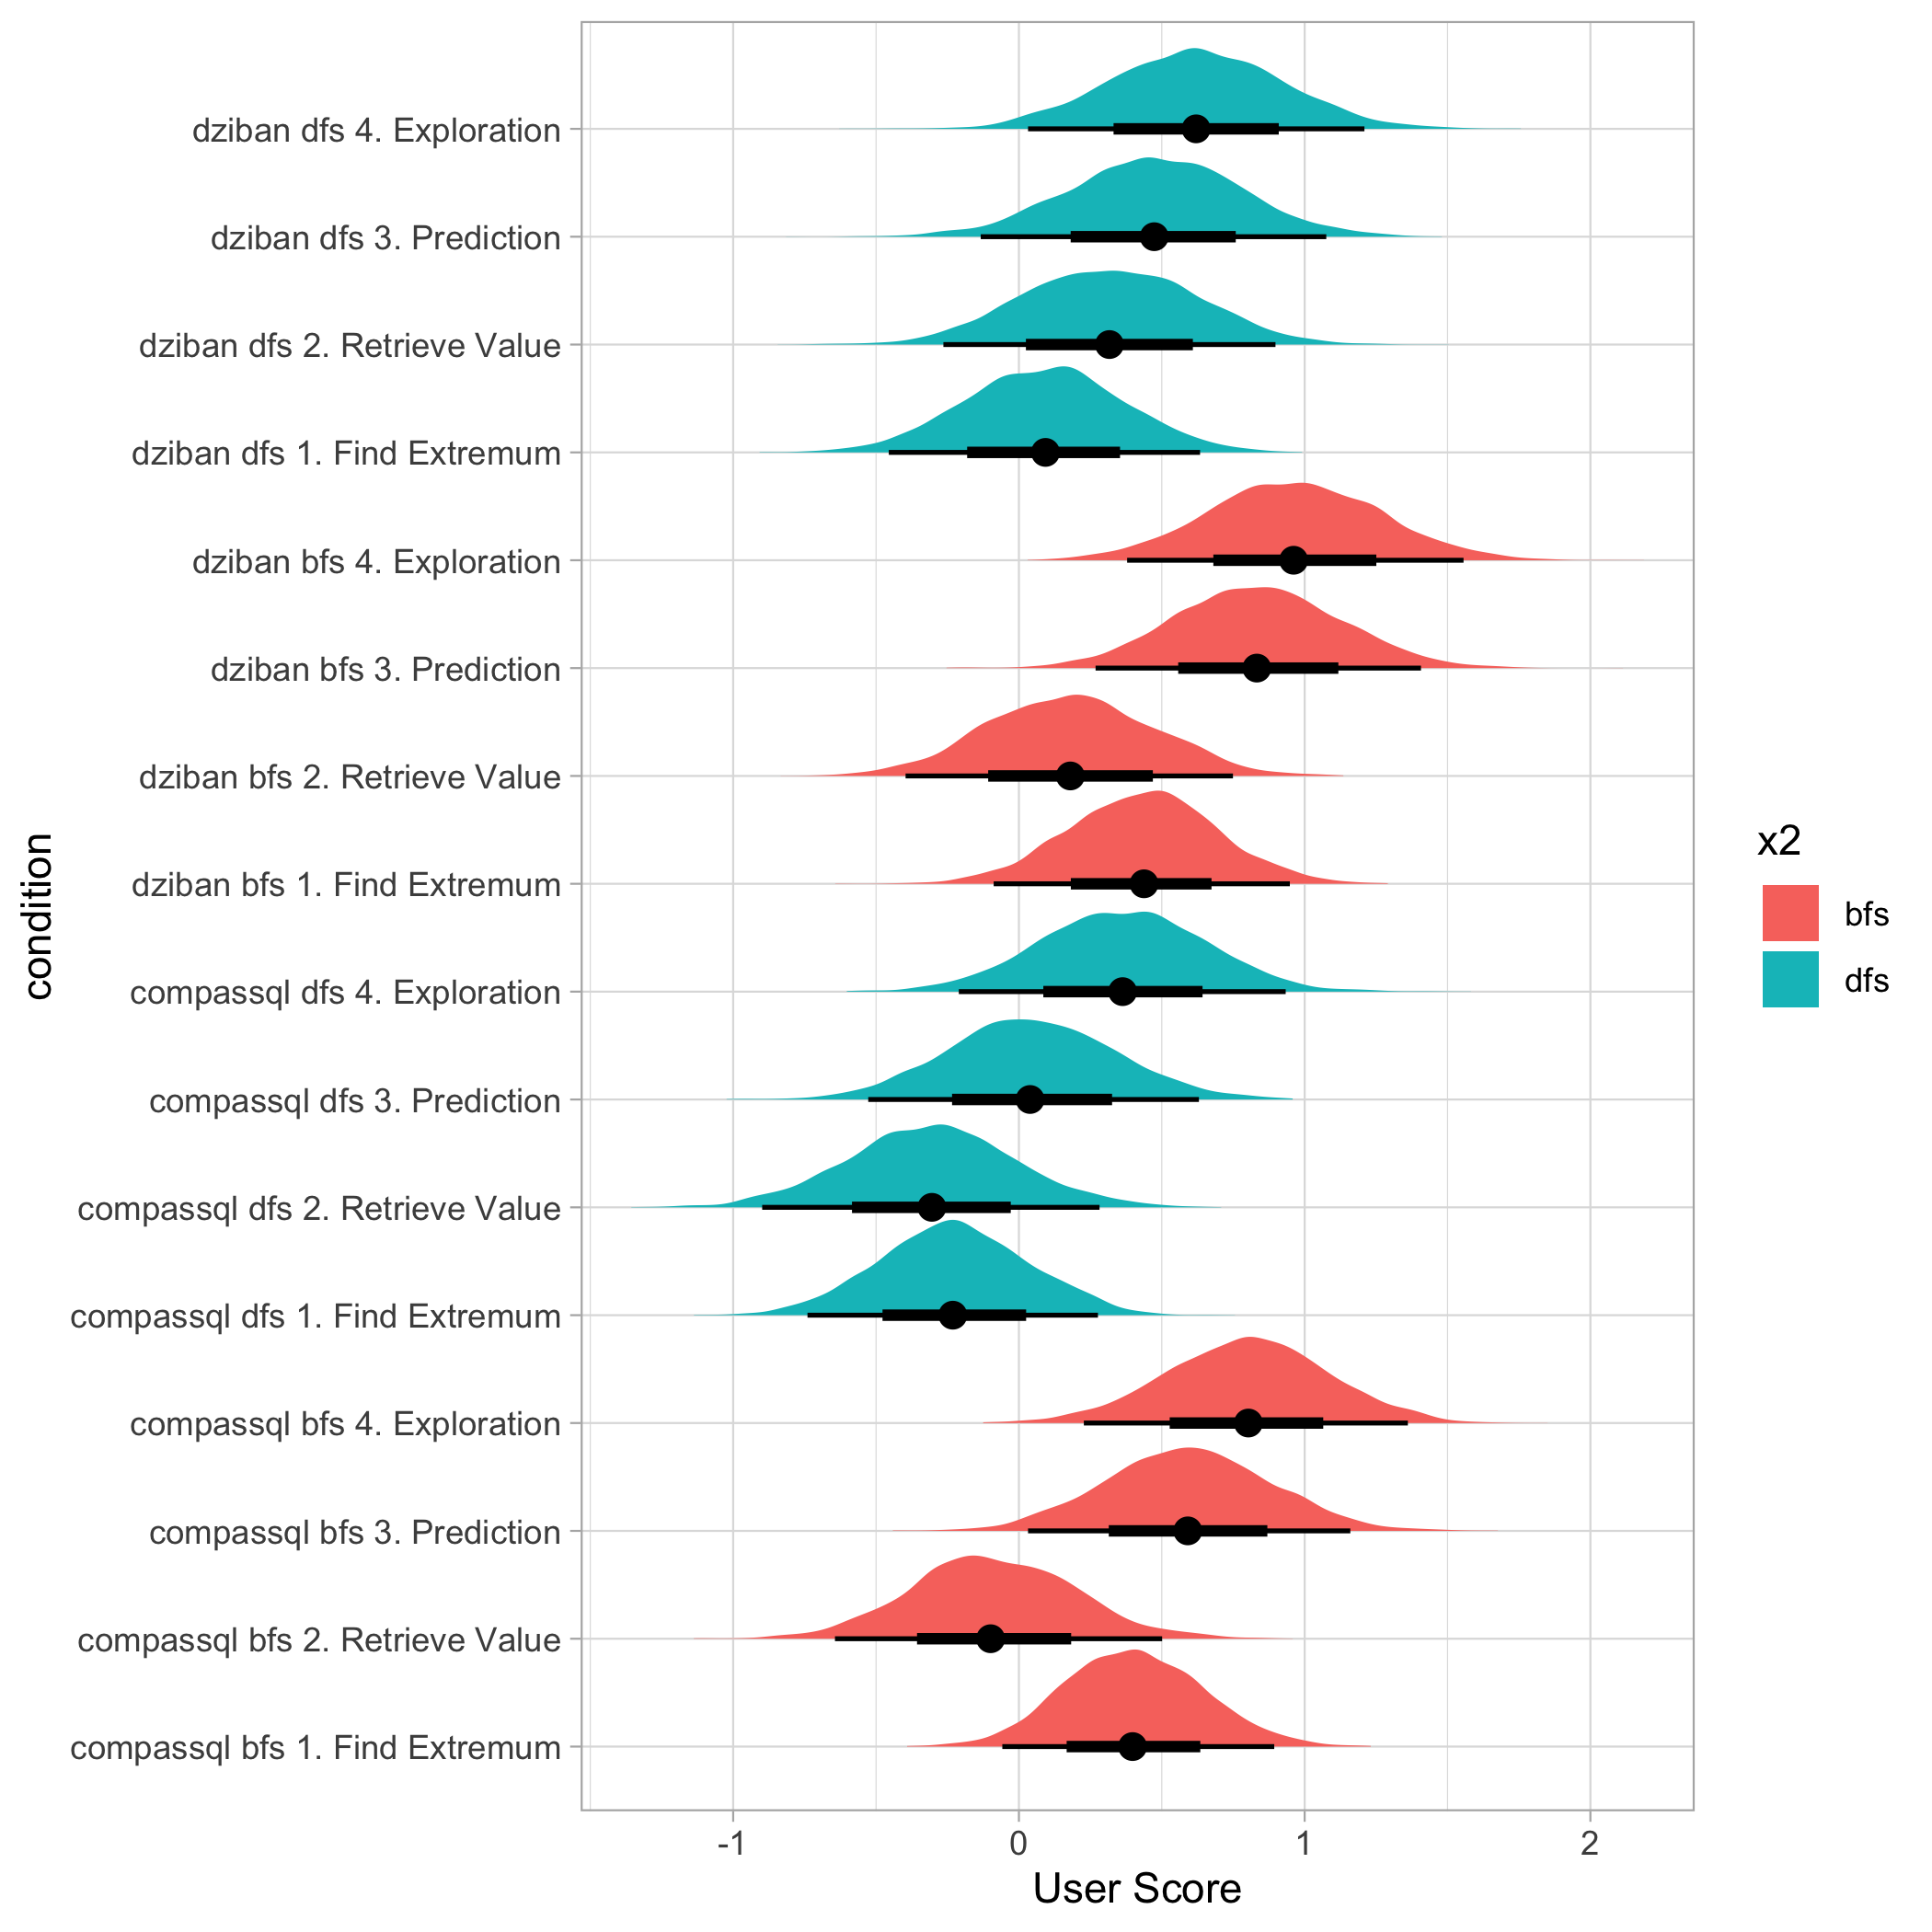 dziban dfs 4. Exploration
dziban dfs 3. Prediction
dziban dfs 2. Retrieve Value
dziban dfs 1. Find Extremum
dziban bfs 4. Exploration
dziban bfs 3. Prediction
dziban bfs 2. Retrieve Value
dziban bfs 1. Find Extremum
compassql dfs 4. Exploration
compassql dfs 3. Prediction
compassql dfs 2. Retrieve Value
compassql dfs 1. Find Extremum
compassql bfs 4. Exploration
compassql bfs 3. Prediction
compassql bfs 2. Retrieve Value
compassql bfs 1. Find Extremum
condition
-1 0 1 2
User Score
x2
bfs
dfs